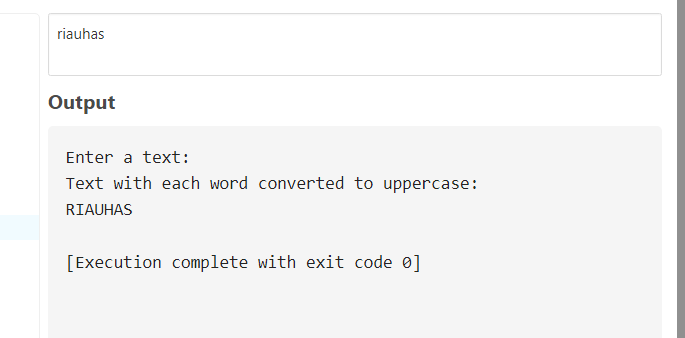 riauhas
Output
Enter a text:
Text with each word converted to uppercase:
RIAUHAS
[Execution complete with exit code 0]